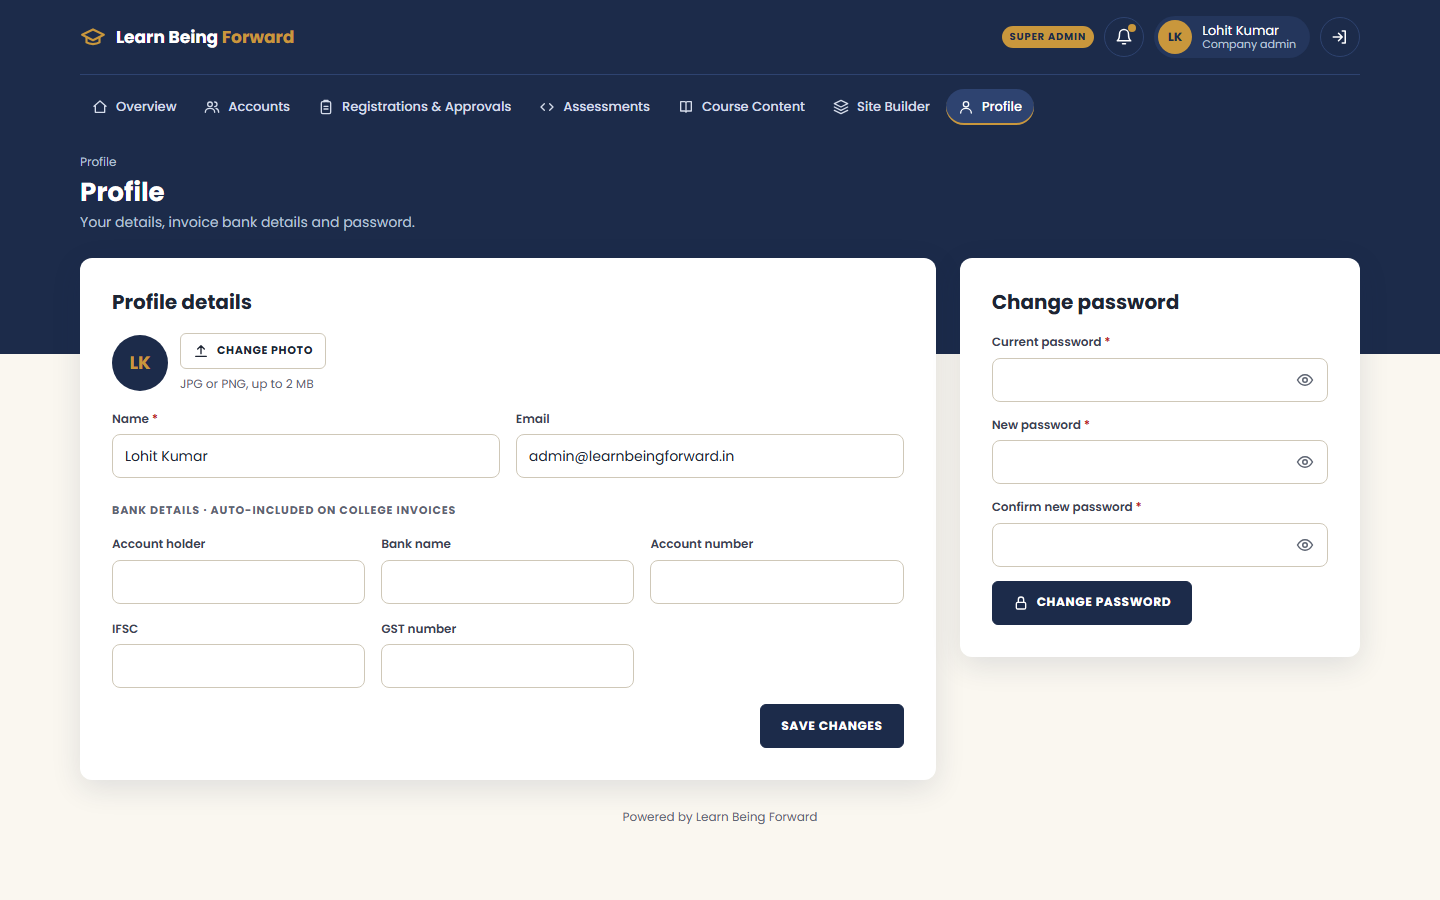 Learn Being Forward
SUPER ADMIN
LK
Lohit Kumar
Company admin
Overview
Accounts
Registrations & Approvals
Assessments
Course Content
Site Builder
Profile
Profile
Profile
Your details, invoice bank details and password.
Profile details
LK
CHANGE PHOTO
JPG or PNG, up to 2 MB
Name *
Email
Lohit Kumar
admin@learnbeingforward.in
BANK DETAILS · AUTO-INCLUDED ON COLLEGE INVOICES
Account holder
Bank name
Account number
IFSC
GST number
SAVE CHANGES
Change password
Current password *
New password *
Confirm new password *
CHANGE PASSWORD
Powered by Learn Being Forward